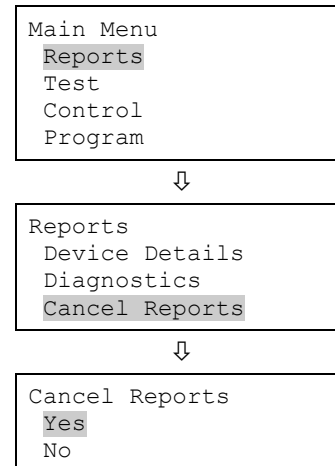 Main Menu
Reports
Test
Control
Program
⇩
Reports
Device Details
Diagnostics
Cancel Reports
⇩
Cancel Reports
Yes
No